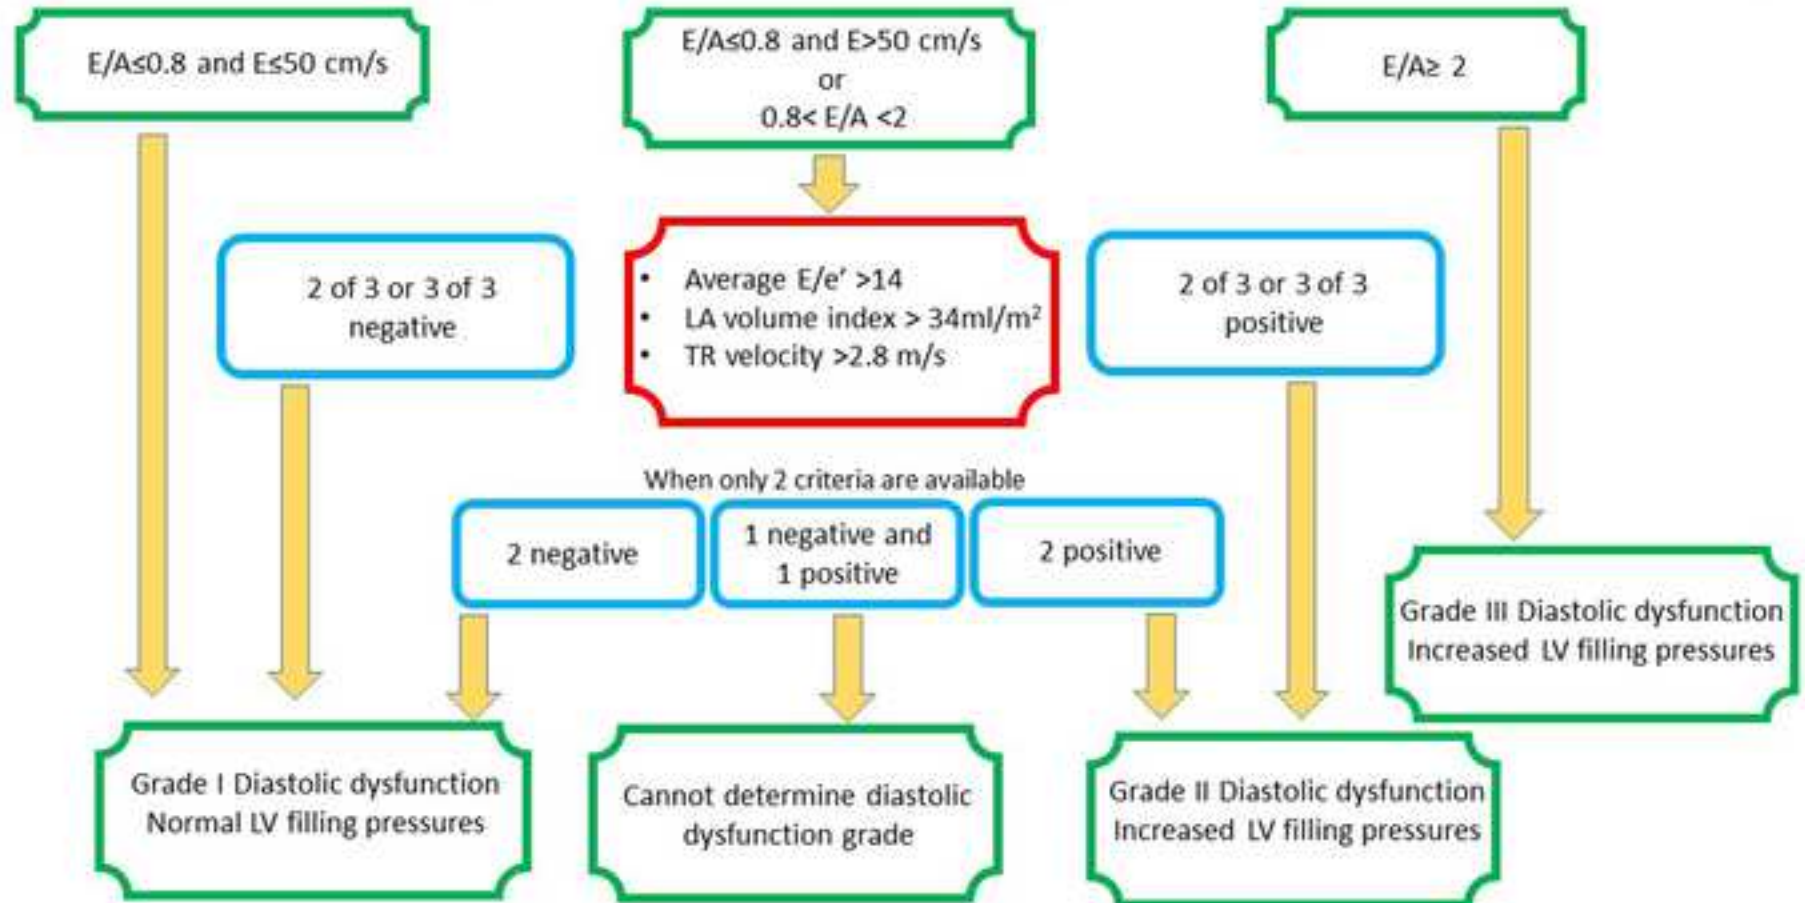 E/A≤0.8 and E≤50 cm/s
E/A≤0.8 and E>50 cm/s
or
0.8< E/A <2
E/A≥ 2
2 of 3 or 3 of 3
negative
• Average E/e’ >14
• LA volume index > 34ml/m²
• TR velocity >2.8 m/s
2 of 3 or 3 of 3
positive
When only 2 criteria are available
2 negative
1 negative and
1 positive
2 positive
Grade III Diastolic dysfunction
Increased LV filling pressures
Grade I Diastolic dysfunction
Normal LV filling pressures
Cannot determine diastolic
dysfunction grade
Grade II Diastolic dysfunction
Increased LV filling pressures